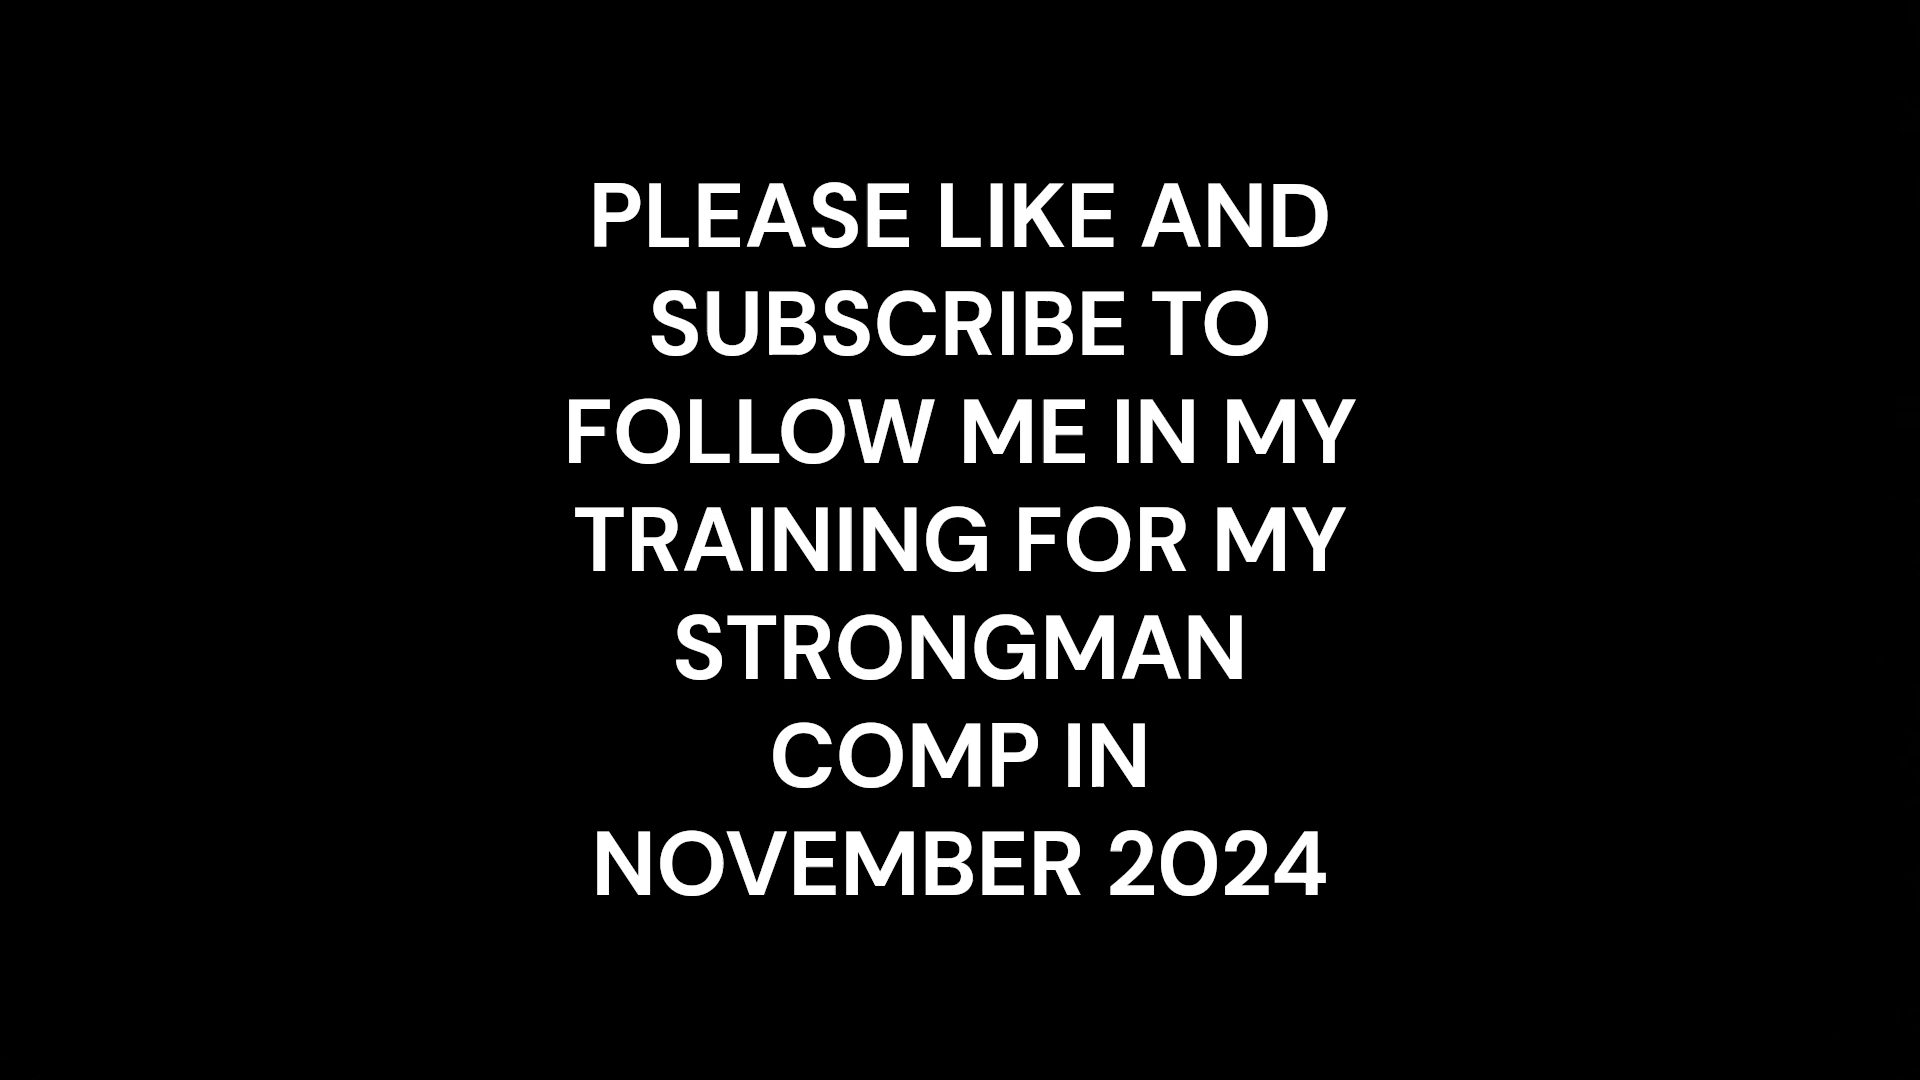 PLEASE LIKE AND
SUBSCRIBE TO
FOLLOW ME IN MY
TRAINING FOR MY
STRONGMAN
COMP IN
NOVEMBER 2024